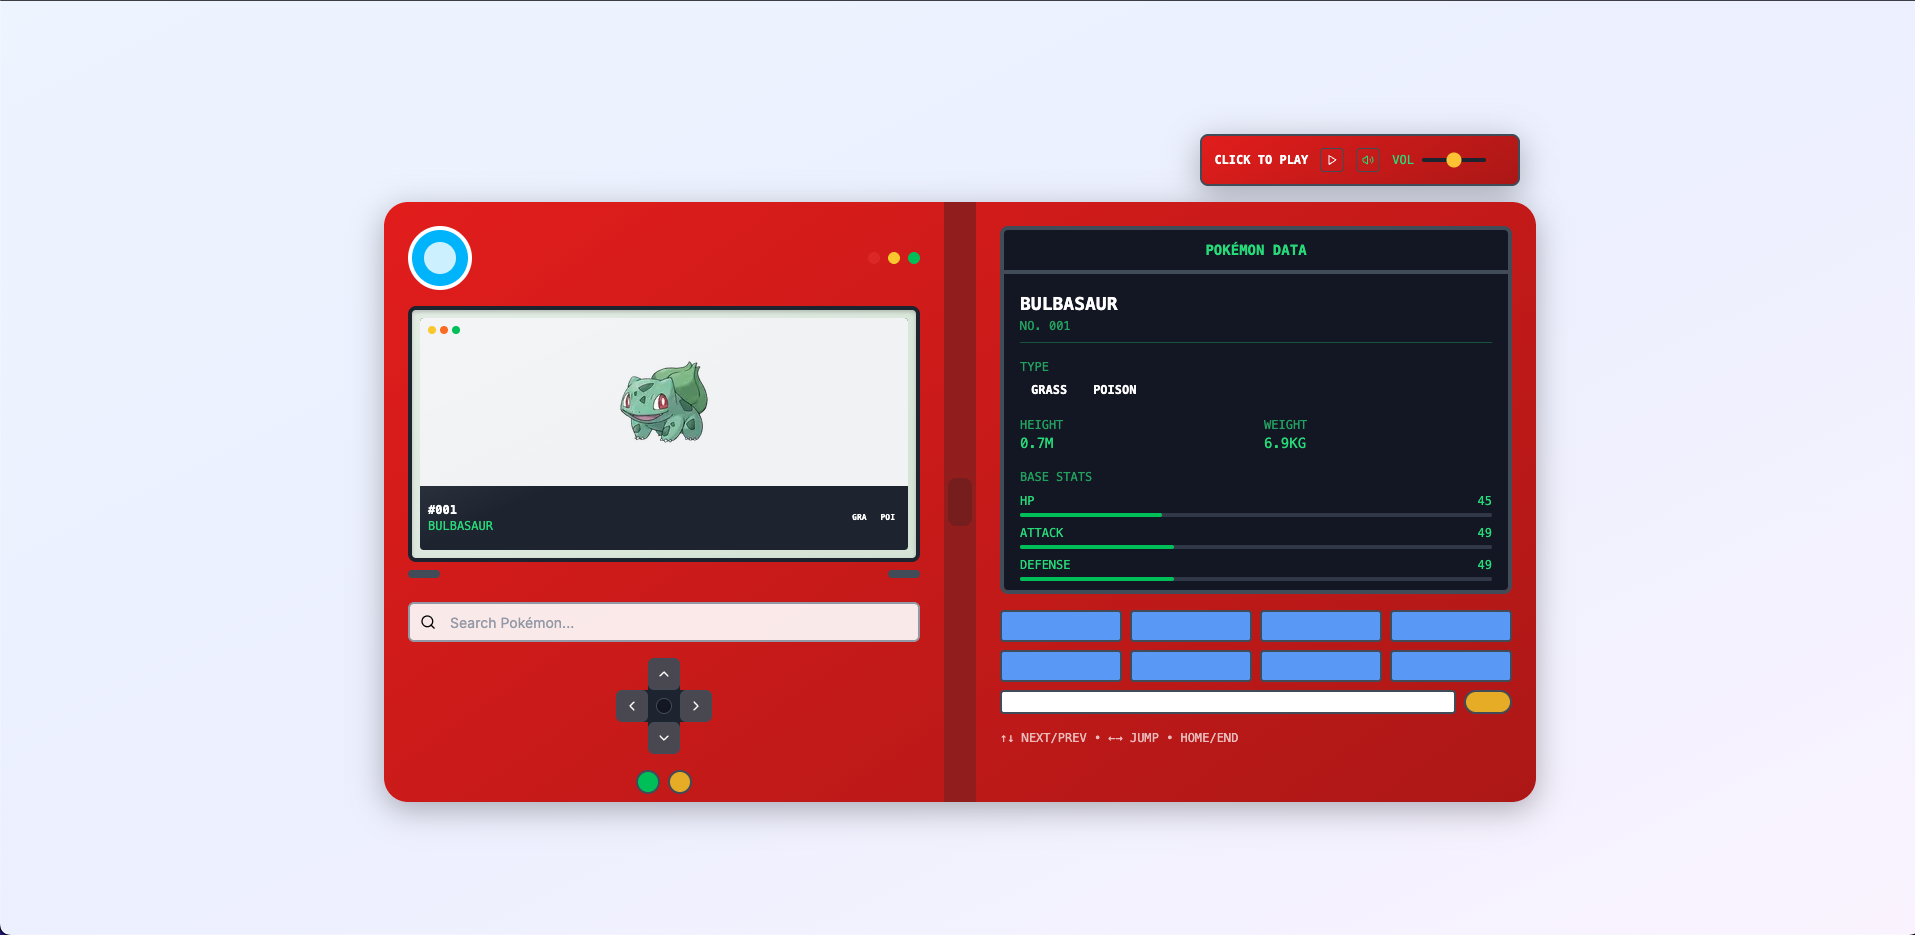 CLICK TO PLAY VOL
#001
BULBASAUR
GRA POI
Search Pokémon...
POKÉMON DATA
BULBASAUR
NO. 001
TYPE
GRASS POISON
HEIGHT WEIGHT
0.7M 6.9KG
BASE STATS
HP 45
ATTACK 49
DEFENSE 49
↑↓ NEXT/PREV • ←→ JUMP • HOME/END